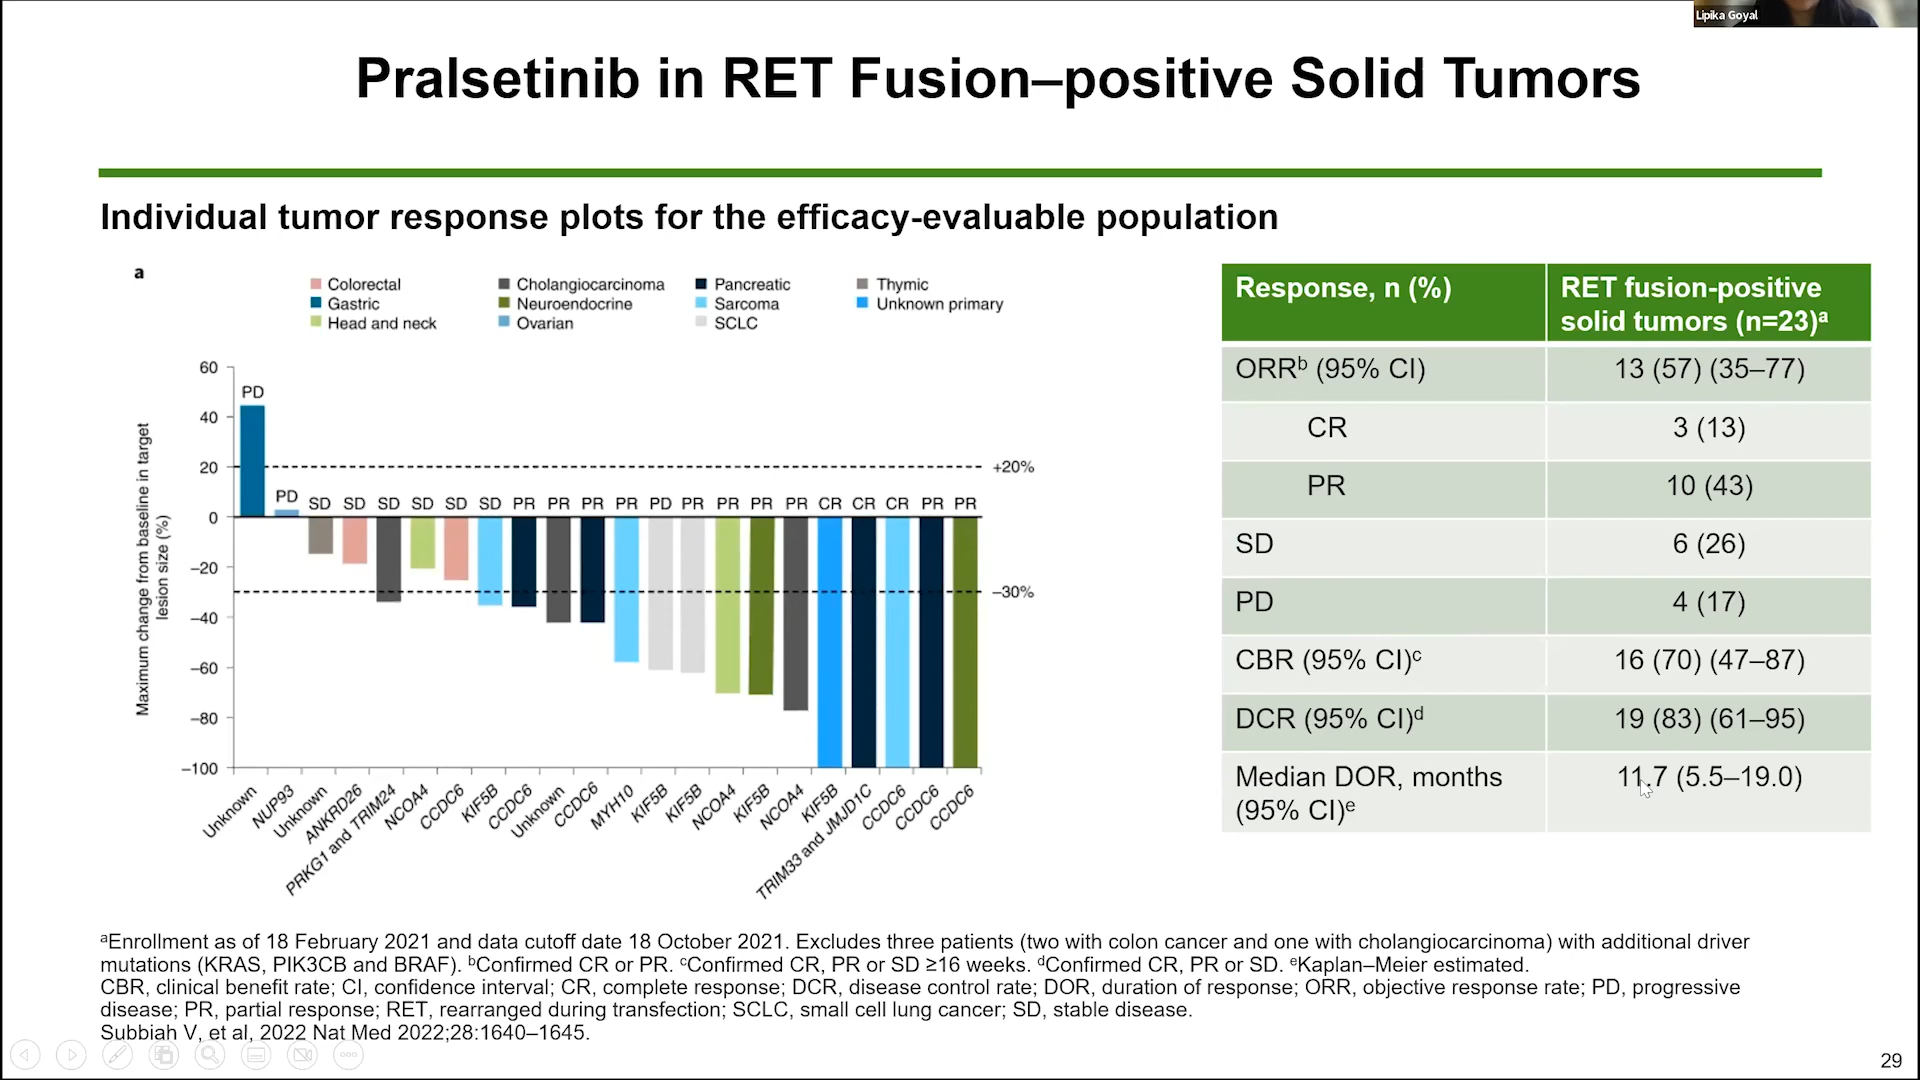 Lipika Goyal
Pralsetinib in RET Fusion–positive Solid Tumors
Individual tumor response plots for the efficacy-evaluable population
a
Colorectal
Gastric
Head and neck
Cholangiocarcinoma
Neuroendocrine
Ovarian
Pancreatic
Sarcoma
SCLC
Thymic
Unknown primary
Maximum change from baseline in target
lesion size (%)
60
40
20
0
–20
–40
–60
–80
–100
+20%
–30%
PD
PD SD SD SD SD SD SD PR PR PR PR PD PR PR PR PR CR CR CR PR PR
Unknown
NUP93
Unknown
ANKRD26
PRKG1 and TRIM24
NCOA4
CCDC6
KIF5B
CCDC6
Unknown
CCDC6
MYH10
KIF5B
KIF5B
NCOA4
KIF5B
NCOA4
KIF5B
TRIM33 and JMJD1C
CCDC6
CCDC6
CCDC6
Response, n (%)
RET fusion-positive
solid tumors (n=23)ᵃ
ORRᵇ (95% CI) 13 (57) (35–77)
CR 3 (13)
PR 10 (43)
SD 6 (26)
PD 4 (17)
CBR (95% CI)ᶜ 16 (70) (47–87)
DCR (95% CI)ᵈ 19 (83) (61–95)
Median DOR, months
(95% CI)ᵉ
11.7 (5.5–19.0)
ᵃEnrollment as of 18 February 2021 and data cutoff date 18 October 2021. Excludes three patients (two with colon cancer and one with cholangiocarcinoma) with additional driver
mutations (KRAS, PIK3CB and BRAF). ᵇConfirmed CR or PR. ᶜConfirmed CR, PR or SD ≥16 weeks. ᵈConfirmed CR, PR or SD. ᵉKaplan–Meier estimated.
CBR, clinical benefit rate; CI, confidence interval; CR, complete response; DCR, disease control rate; DOR, duration of response; ORR, objective response rate; PD, progressive
disease; PR, partial response; RET, rearranged during transfection; SCLC, small cell lung cancer; SD, stable disease.
Subbiah V, et al, 2022 Nat Med 2022;28:1640–1645.
29